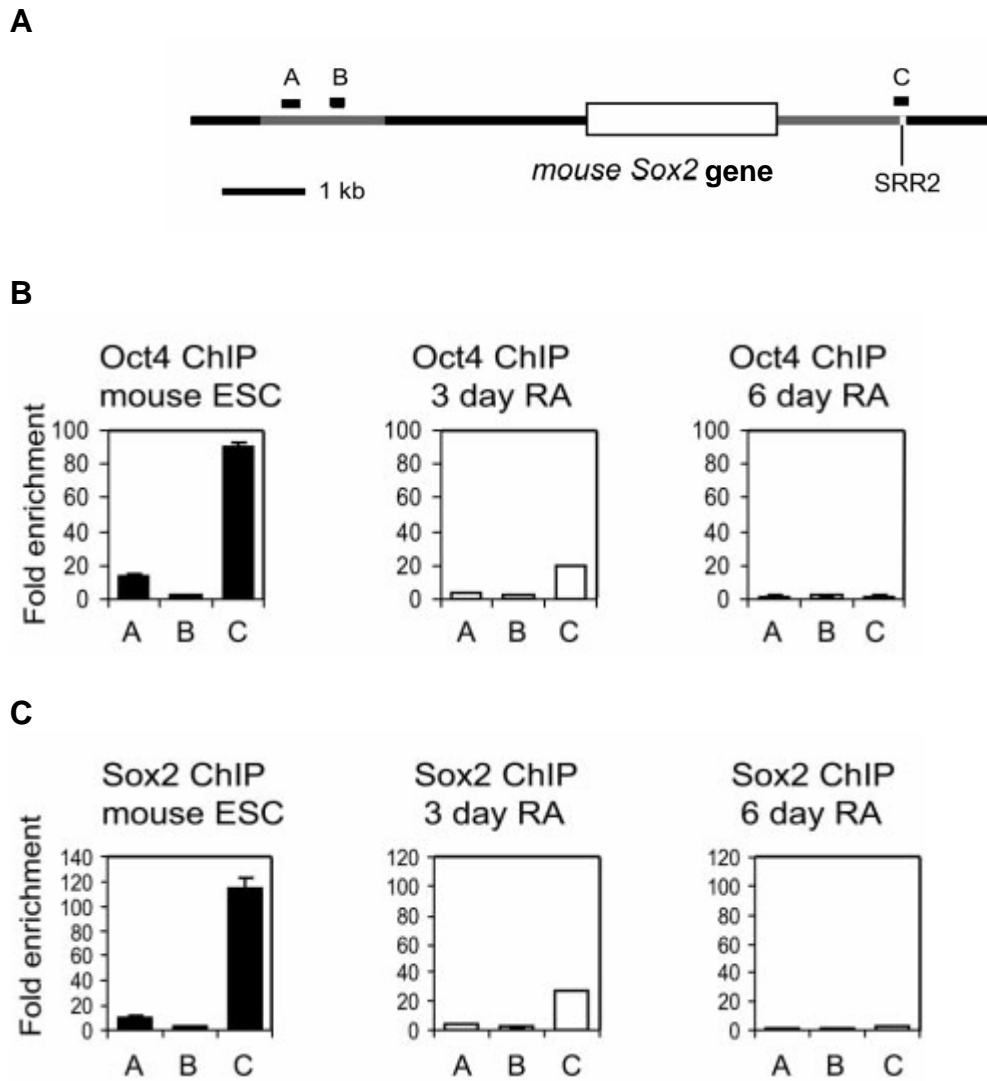 A
A B C
mouse Sox2 gene
SRR2
1 kb
B
Oct4 ChIP
mouse ESC
Oct4 ChIP
3 day RA
Oct4 ChIP
6 day RA
Fold enrichment
100
80
60
40
20
0
A B C
100
80
60
40
20
0
A B C
100
80
60
40
20
0
A B C
C
Sox2 ChIP
mouse ESC
Sox2 ChIP
3 day RA
Sox2 ChIP
6 day RA
Fold enrichment
140
120
100
80
60
40
20
0
A B C
120
100
80
60
40
20
0
A B C
120
100
80
60
40
20
0
A B C